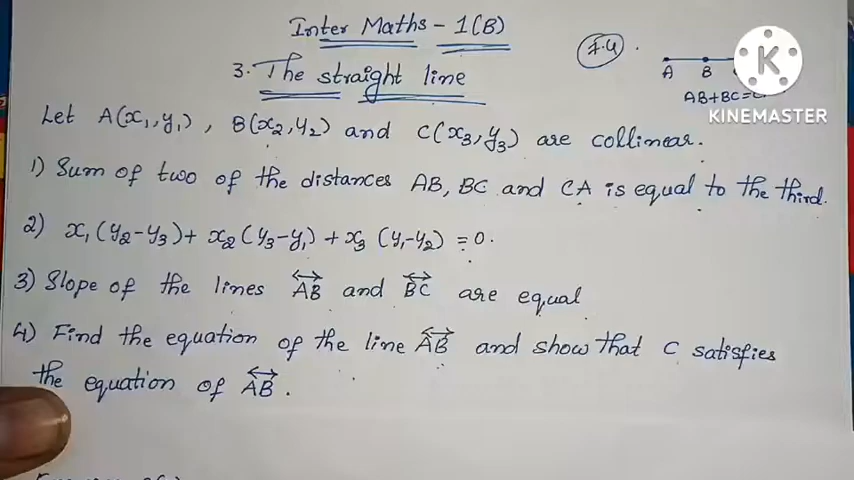 Inter Maths - 1(B)
3. The straight line
A B
AB+BC=
K
KINEMASTER
Let A(x₁,y₁), B(x₂,y₂) and C(x₃,y₃) are collinear.
1) Sum of two of the distances AB, BC and CA is equal to the third.
2) x₁(y₂-y₃)+ x₂(y₃-y₁)+x₃(y₁-y₂) = 0.
3) Slope of the lines AB and BC are equal
4) Find the equation of the line AB and show that C satisfies
the equation of AB.